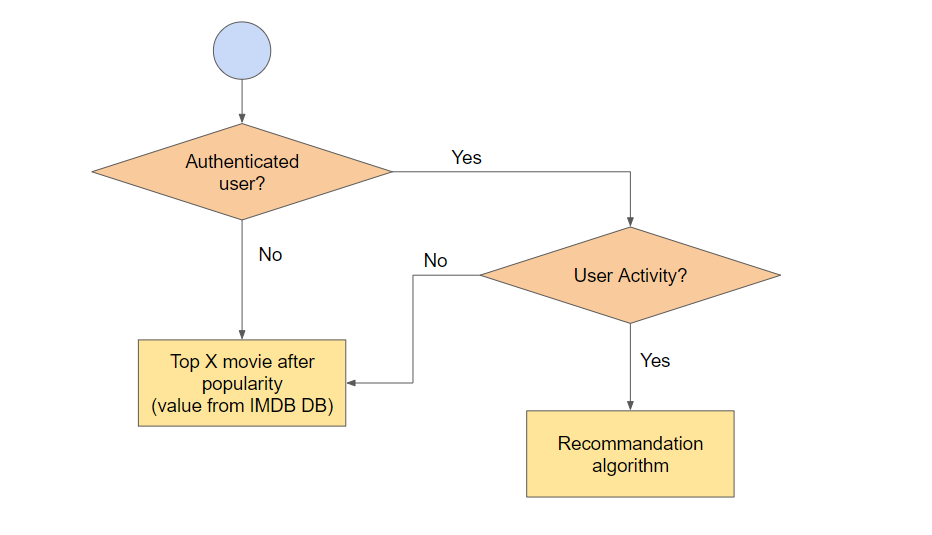 Authenticated
user?
Yes
No
No
User Activity?
Top X movie after
popularity
(value from IMDB DB)
Yes
Recommandation
algorithm